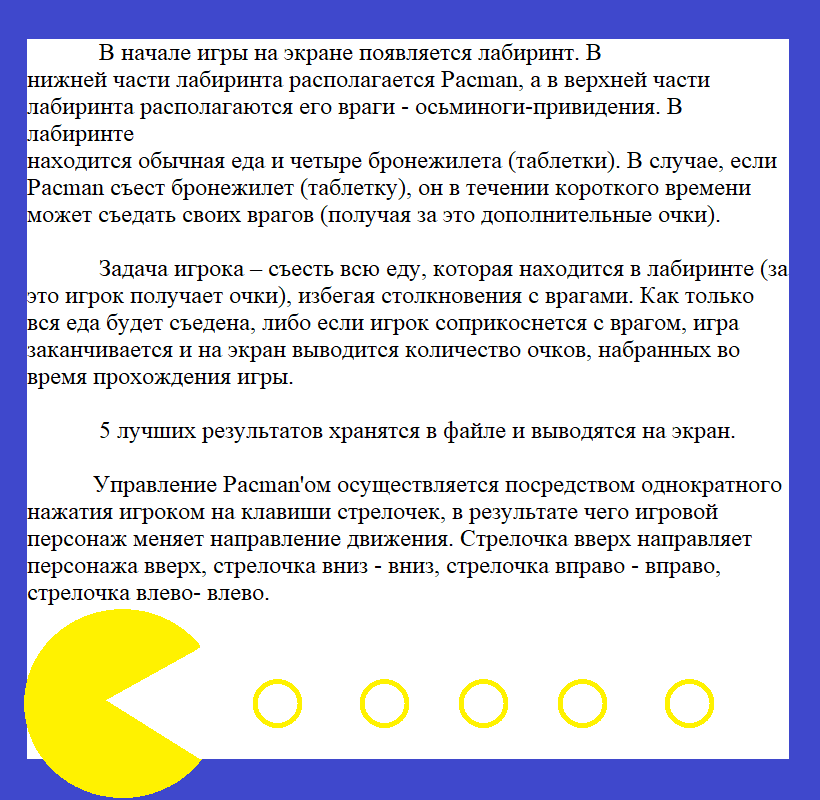 В начале игры на экране появляется лабиринт. В
нижней части лабиринта располагается Pacman, а в верхней части
лабиринта располагаются его враги - осьминоги-привидения. В
лабиринте
находится обычная еда и четыре бронежилета (таблетки). В случае, если
Pacman съест бронежилет (таблетку), он в течении короткого времени
может съедать своих врагов (получая за это дополнительные очки).
Задача игрока – съесть всю еду, которая находится в лабиринте (за
это игрок получает очки), избегая столкновения с врагами. Как только
вся еда будет съедена, либо если игрок соприкоснется с врагом, игра
заканчивается и на экран выводится количество очков, набранных во
время прохождения игры.
5 лучших результатов хранятся в файле и выводятся на экран.
Управление Pacman'ом осуществляется посредством однократного
нажатия игроком на клавиши стрелочек, в результате чего игровой
персонаж меняет направление движения. Стрелочка вверх направляет
персонажа вверх, стрелочка вниз - вниз, стрелочка вправо - вправо,
стрелочка влево- влево.